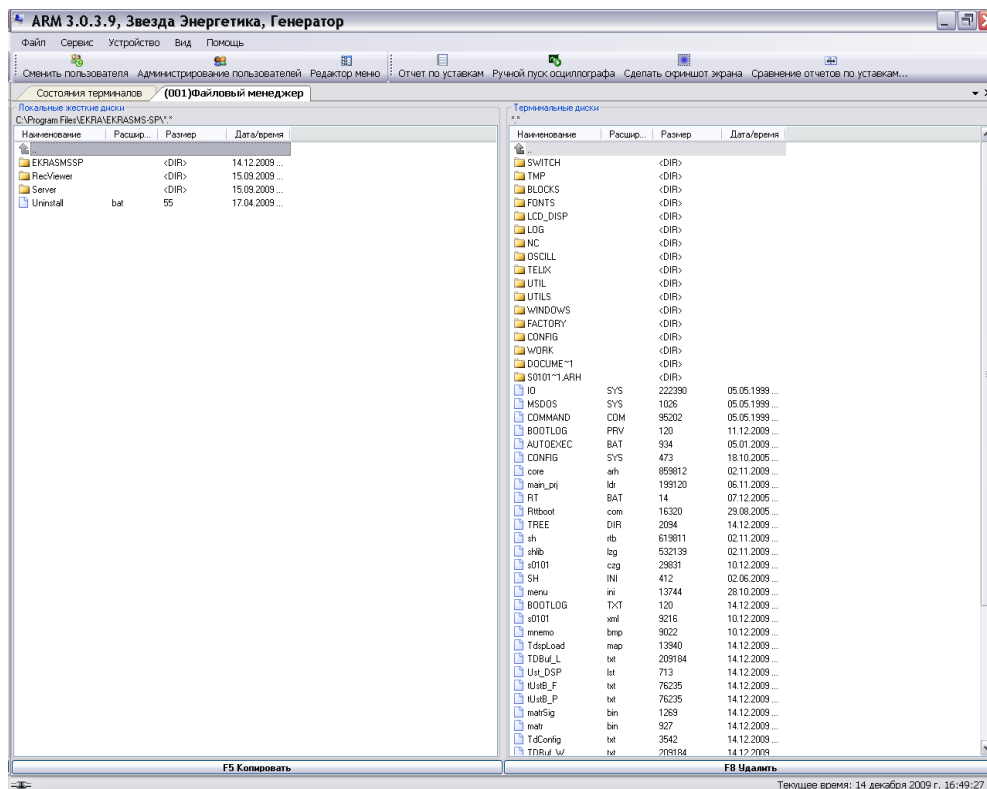 ARM 3.0.3.9, Звезда Энергетика, Генератор
Файл Сервис Устройство Вид Помощь
Сменить пользователя Администрирование пользователей Редактор меню Отчет по уставкам Ручной пуск осциллографа Сделать скриншот экрана Сравнение отчетов по уставкам...
Состояния терминалов (001)Файловый менеджер
Локальные жесткие диски
C:\Program Files\EKRA\EKRASMS-SP\*.*
Наименование Расшир... Размер Дата/время
..
EKRASMSSP <DIR> 14.12.2009 ...
RecViewer <DIR> 15.09.2009 ...
Server <DIR> 15.09.2009 ...
Uninstall bat 55 17.04.2009 ...
F5 Копировать
Терминальные диски
*.*
Наименование Расшир... Размер Дата/время
..
SWITCH <DIR>
TMP <DIR>
BLOCKS <DIR>
FONTS <DIR>
LCD_DISP <DIR>
LOG <DIR>
NC <DIR>
OSCILL <DIR>
TELIX <DIR>
UTIL <DIR>
UTILS <DIR>
WINDOWS <DIR>
FACTORY <DIR>
CONFIG <DIR>
WORK <DIR>
DOCUME~1 <DIR>
S0101~1.ARH <DIR>
IO SYS 222390 05.05.1999 ...
MSDOS SYS 1026 05.05.1999 ...
COMMAND COM 95202 05.05.1999 ...
BOOTLOG PRV 120 11.12.2009 ...
AUTOEXEC BAT 934 05.01.2009 ...
CONFIG SYS 473 18.10.2005 ...
core arh 859812 02.11.2009 ...
main_prj ldr 199120 06.11.2009 ...
RT BAT 14 07.12.2005 ...
Rttboot com 16320 29.08.2005 ...
TREE DIR 2094 14.12.2009 ...
sh rtb 619811 02.11.2009 ...
shlib lzg 532139 02.11.2009 ...
s0101 czg 29831 10.12.2009 ...
SH INI 412 02.06.2009 ...
menu ini 13744 28.10.2009 ...
BOOTLOG TXT 120 14.12.2009 ...
s0101 xml 9216 10.12.2009 ...
mnemo bmp 9022 10.12.2009 ...
TdspLoad map 13940 14.12.2009 ...
TDBuf_L txt 209184 14.12.2009 ...
Ust_DSP lst 713 14.12.2009 ...
tUstB_F txt 76235 14.12.2009 ...
tUstB_P txt 76235 14.12.2009 ...
matrSig bin 1269 14.12.2009 ...
matr bin 927 14.12.2009 ...
TdConfig txt 3542 14.12.2009 ...
TDBuf_W txt 209184 14.12.2009 ...
F8 Удалить
Текущее время: 14 декабря 2009 г. 16:49:27